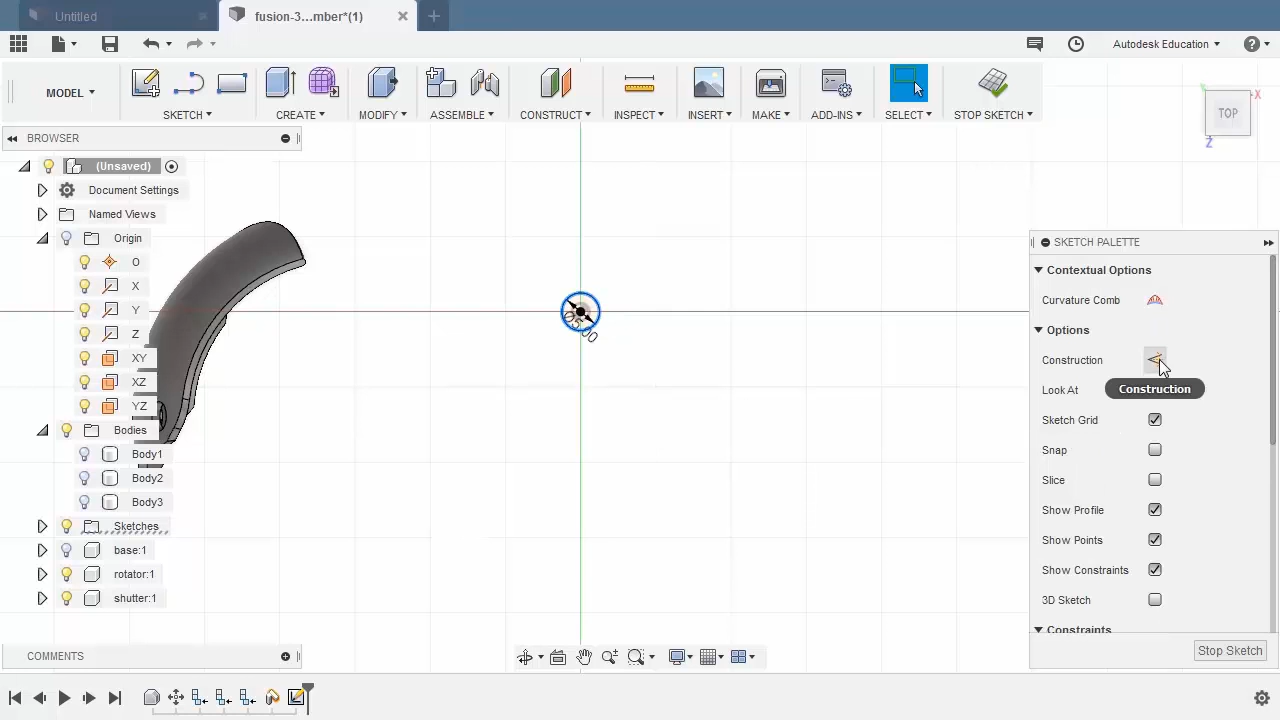 Untitled
fusion-3...mber*(1)
Autodesk Education
MODEL
SKETCH
CREATE
MODIFY
ASSEMBLE
CONSTRUCT
INSPECT
INSERT
MAKE
ADD-INS
SELECT
STOP SKETCH
TOP
X
Z
BROWSER
(Unsaved)
Document Settings
Named Views
Origin
O
X
Y
Z
XY
XZ
YZ
Bodies
Body1
Body2
Body3
Sketches
base:1
rotator:1
shutter:1
SKETCH PALETTE
Contextual Options
Curvature Comb
Options
Construction
Look At
Construction
Sketch Grid
Snap
Slice
Show Profile
Show Points
Show Constraints
3D Sketch
Constraints
Stop Sketch
COMMENTS